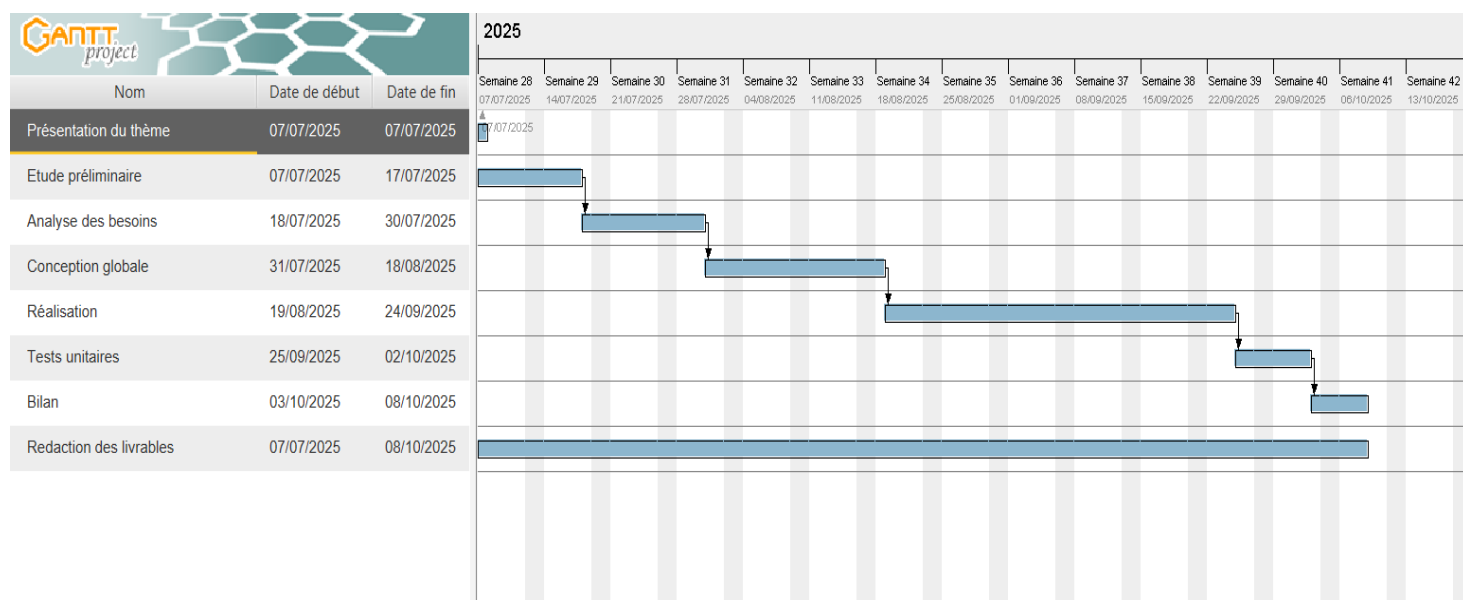 GANTT
project
2025
Semaine 28 Semaine 29 Semaine 30 Semaine 31 Semaine 32 Semaine 33 Semaine 34 Semaine 35 Semaine 36 Semaine 37 Semaine 38 Semaine 39 Semaine 40 Semaine 41 Semaine 42
Nom Date de début Date de fin
07/07/2025 14/07/2025 21/07/2025 28/07/2025 04/08/2025 11/08/2025 18/08/2025 25/08/2025 01/09/2025 08/09/2025 15/09/2025 22/09/2025 29/09/2025 06/10/2025 13/10/2025
Présentation du thème 07/07/2025 07/07/2025 07/07/2025
Etude préliminaire 07/07/2025 17/07/2025
Analyse des besoins 18/07/2025 30/07/2025
Conception globale 31/07/2025 18/08/2025
Réalisation 19/08/2025 24/09/2025
Tests unitaires 25/09/2025 02/10/2025
Bilan 03/10/2025 08/10/2025
Redaction des livrables 07/07/2025 08/10/2025